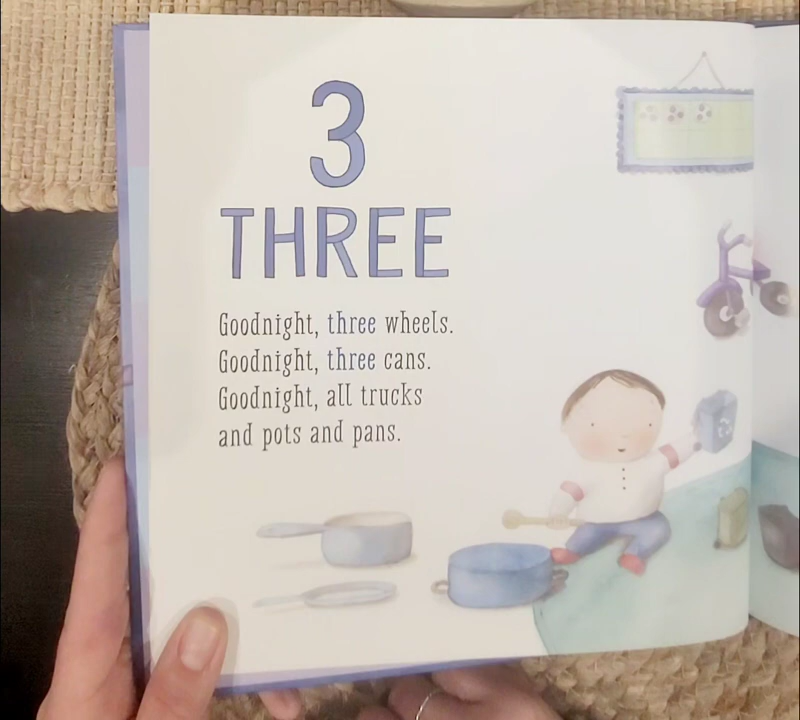 3
THREE
Goodnight, three wheels.
Goodnight, three cans.
Goodnight, all trucks
and pots and pans.